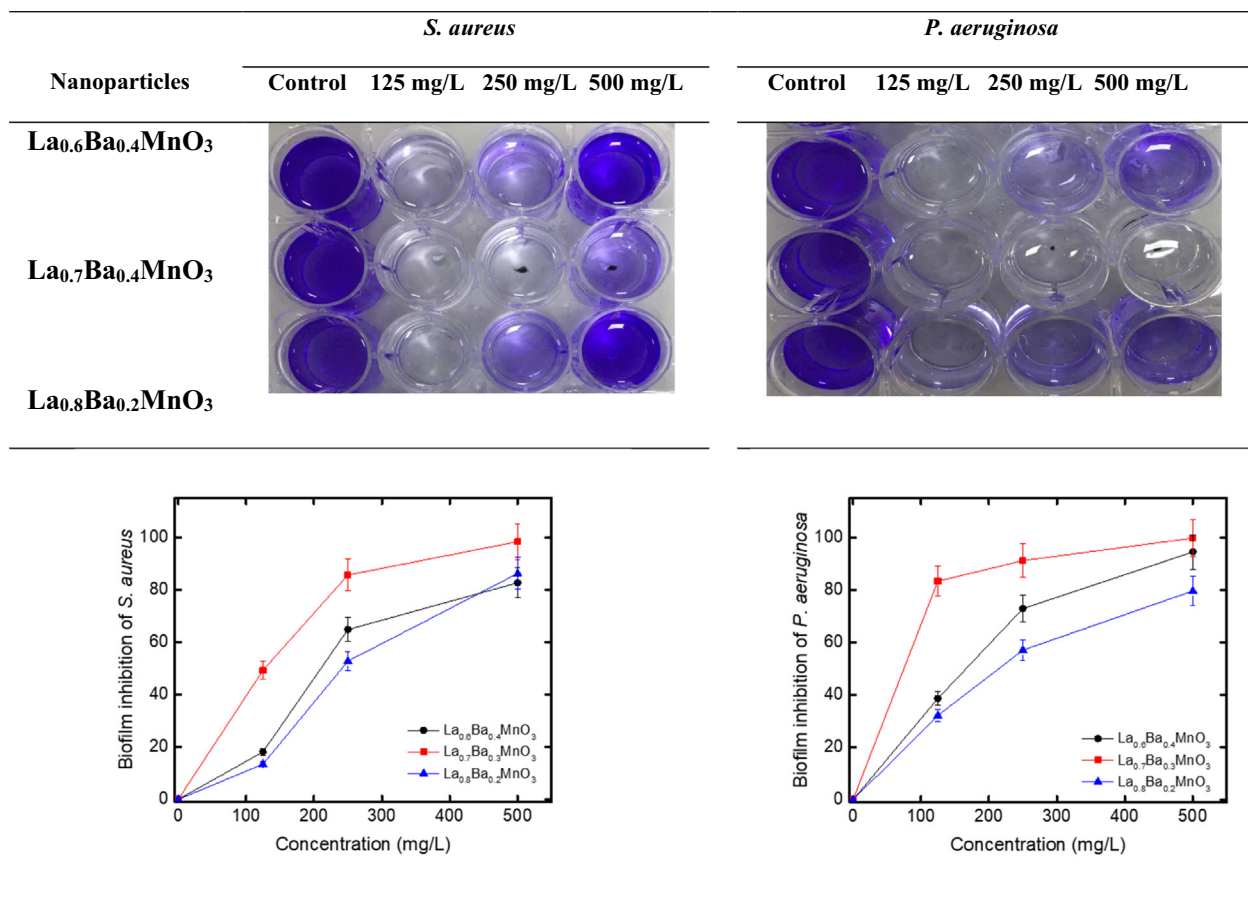 S. aureus P. aeruginosa
Nanoparticles Control 125 mg/L 250 mg/L 500 mg/L Control 125 mg/L 250 mg/L 500 mg/L
La0.6Ba0.4MnO3
La0.7Ba0.4MnO3
La0.8Ba0.2MnO3
Biofilm inhibition of S. aureus
100
80
60
40
20
0
0 100 200 300 400 500
Concentration (mg/L)
La0.6Ba0.4MnO3
La0.7Ba0.3MnO3
La0.8Ba0.2MnO3
Biofilm inhibition of P. aeruginosa
100
80
60
40
20
0
0 100 200 300 400 500
Concentration (mg/L)
La0.6Ba0.4MnO3
La0.7Ba0.3MnO3
La0.8Ba0.2MnO3